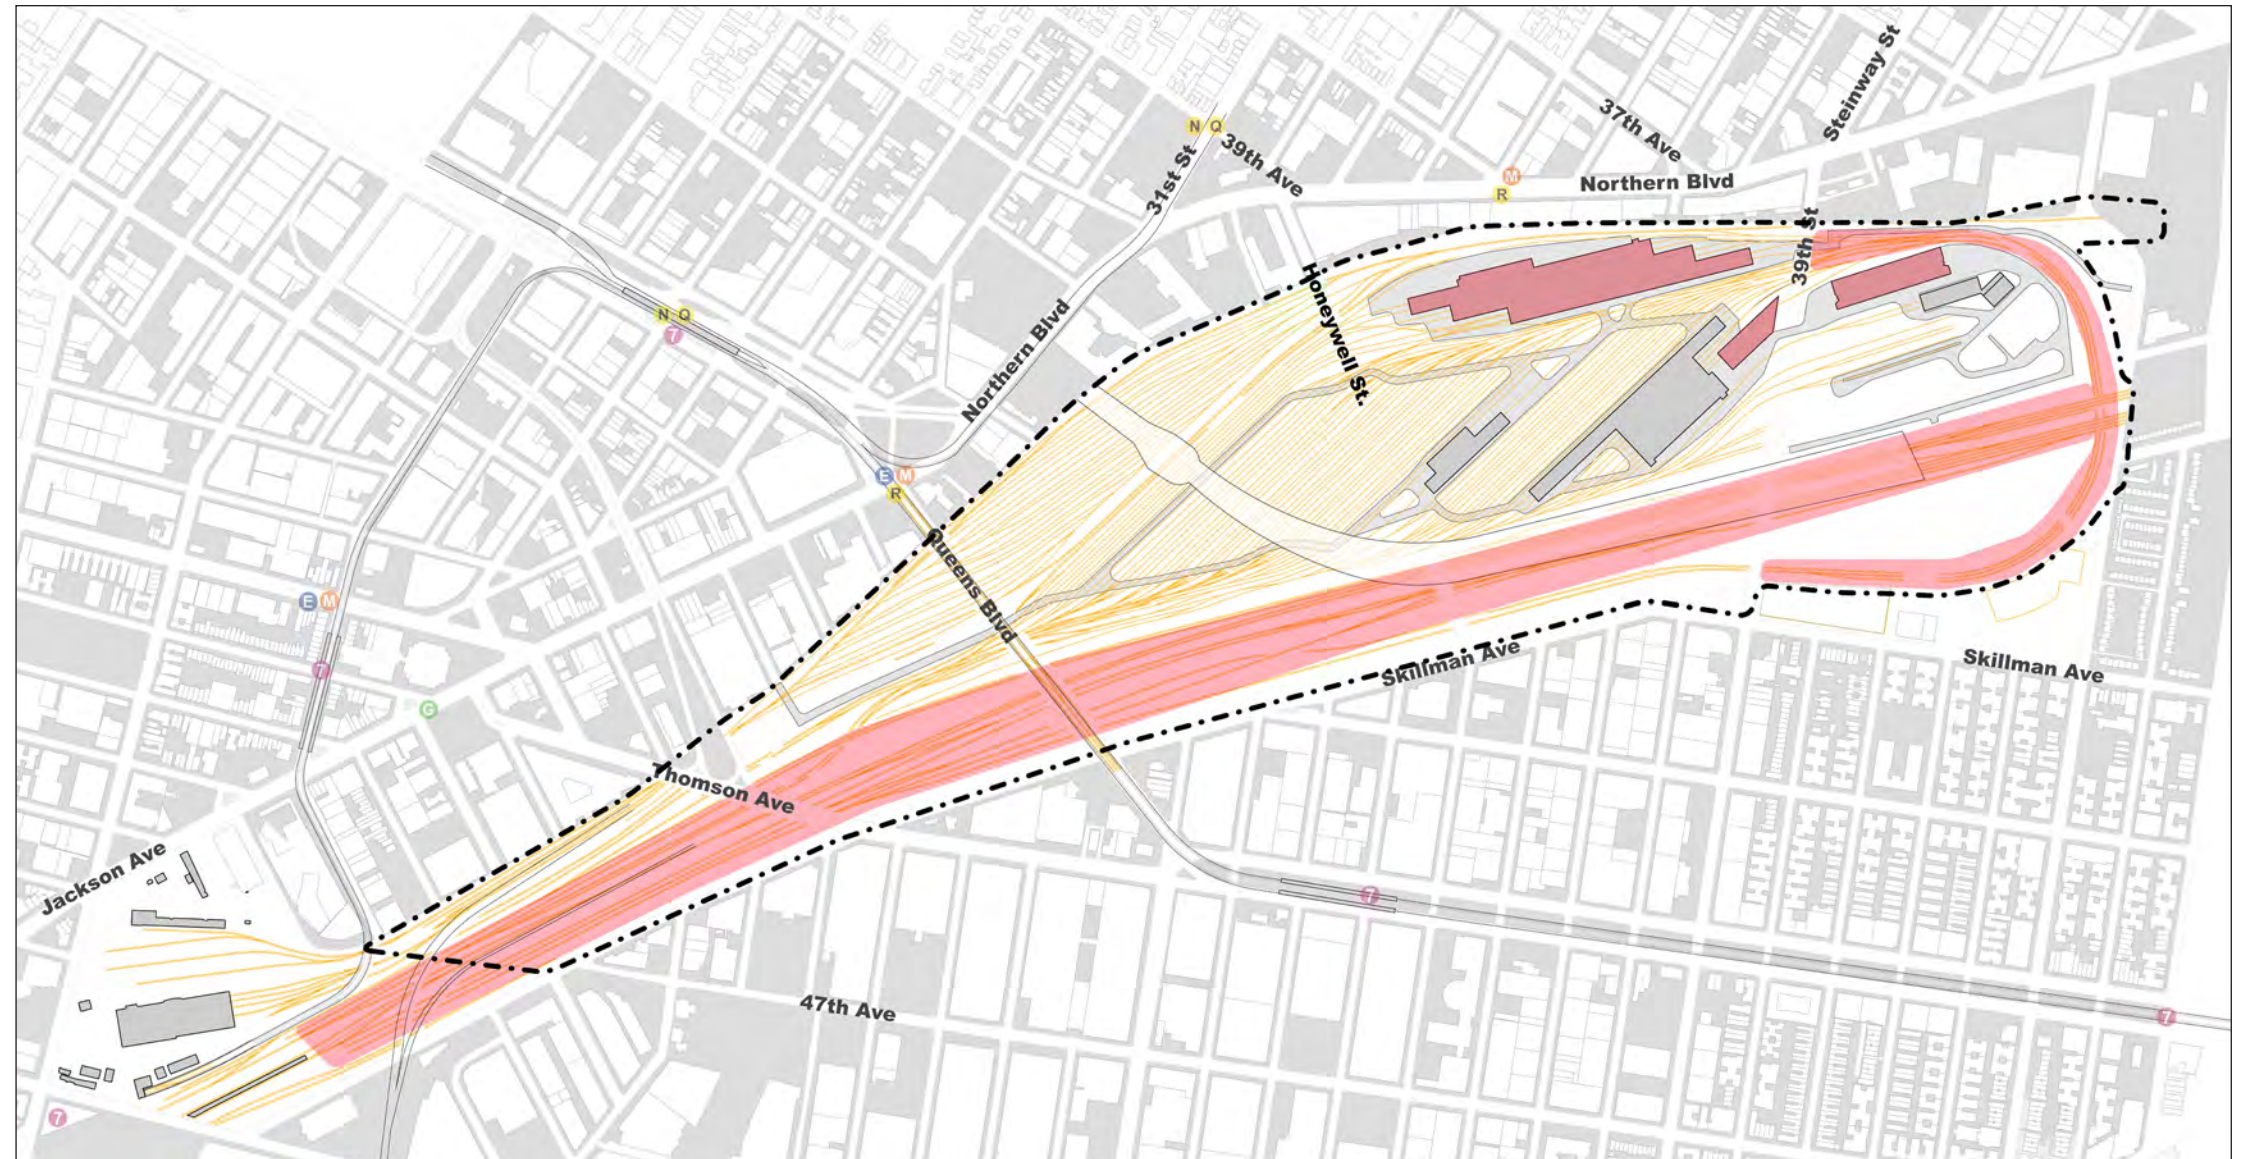 Steinway St
37th Ave
N Q
39th Ave
31st St
M
R
Northern Blvd
39th St
Honeywell St.
N Q
7
Northern Blvd
E M
R
Queens Blvd
E M
7
G
Skillman Ave
Skillman Ave
Thomson Ave
Jackson Ave
7
47th Ave
7
7